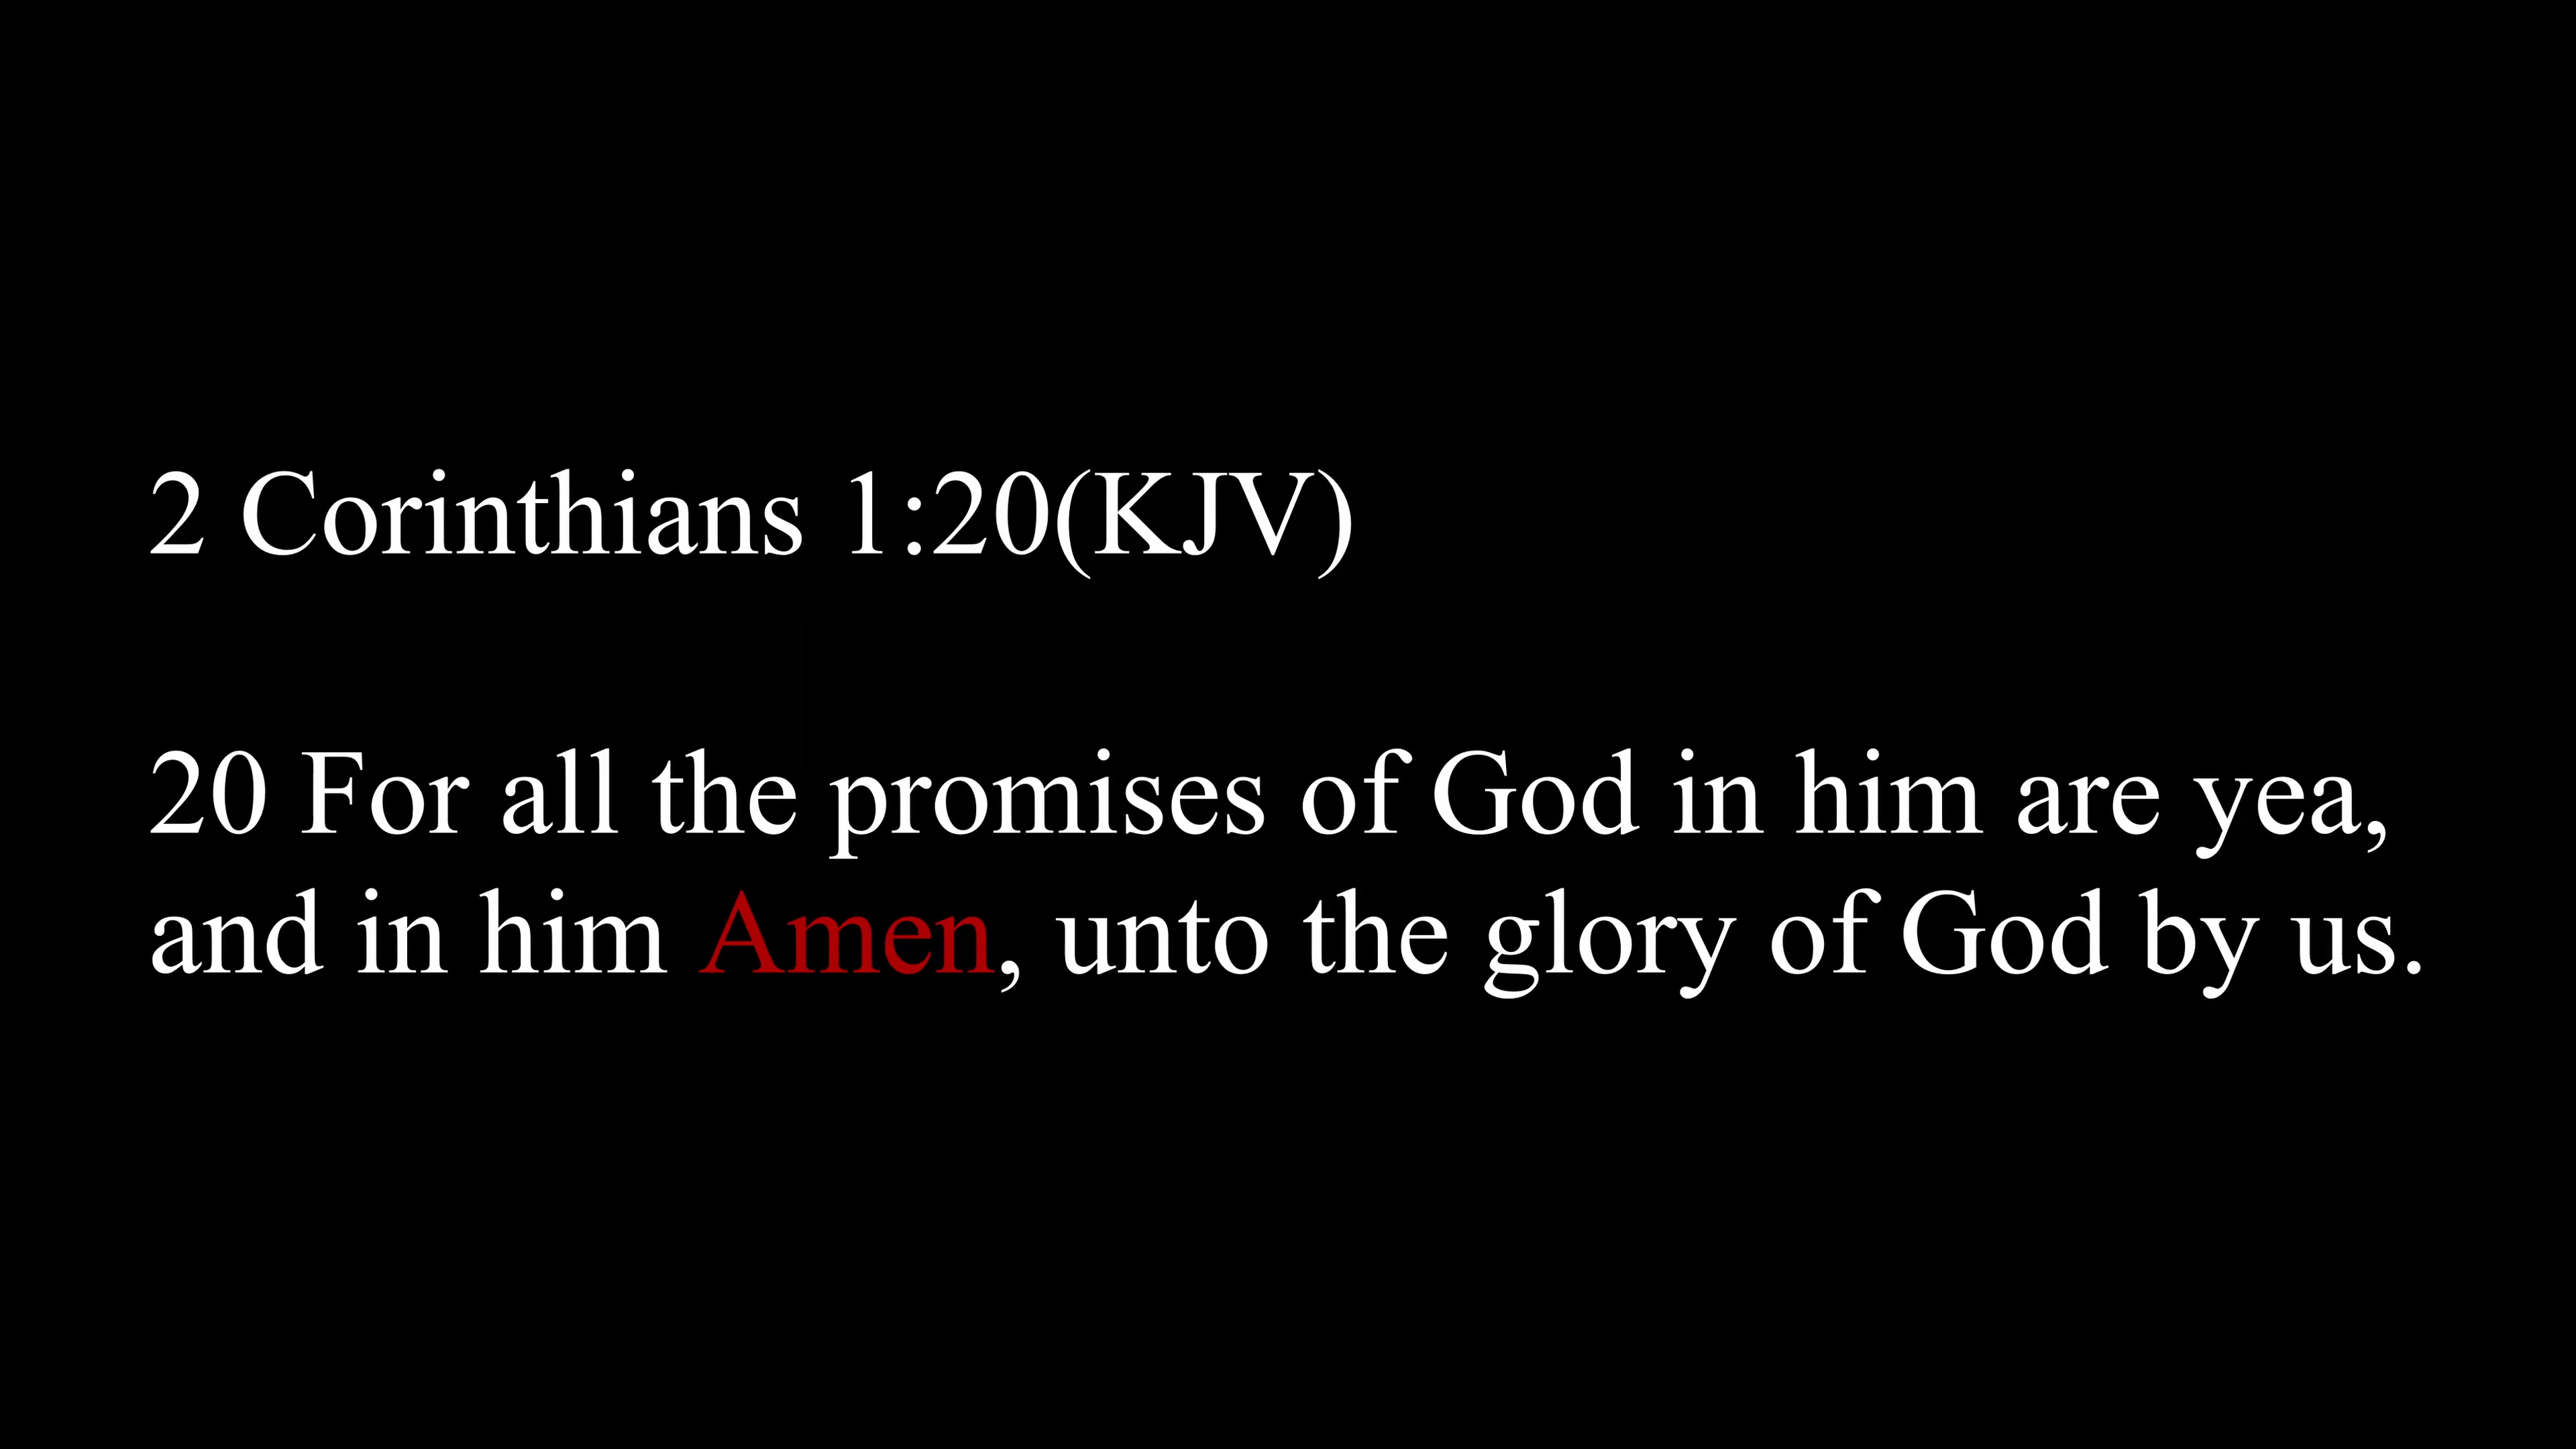 2 Corinthians 1:20(KJV)
20 For all the promises of God in him are yea,
and in him Amen, unto the glory of God by us.